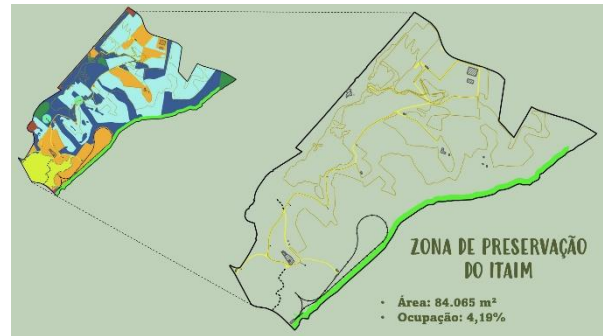 ZONA DE PRESERVAÇÃO
DO ITAIM
• Área: 84.065 m²
• Ocupação: 4,19%